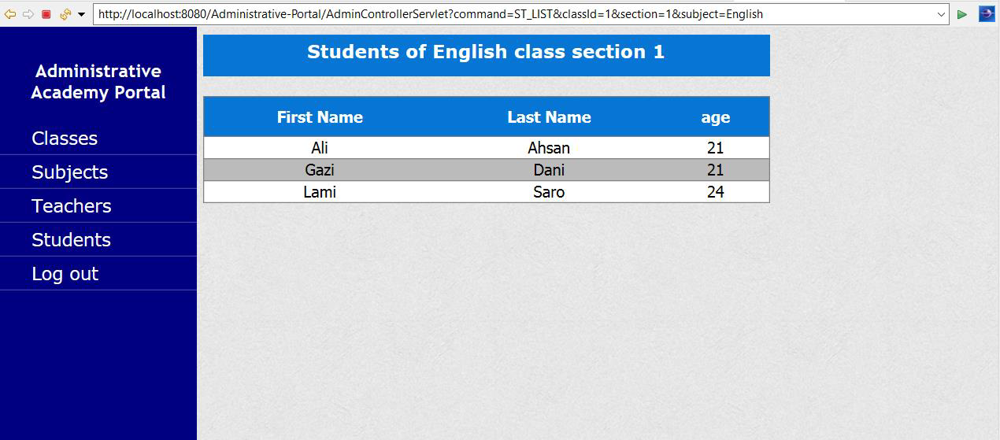 http://localhost:8080/Administrative-Portal/AdminControllerServlet?command=ST_LIST&classId=1&section=1&subject=English
Administrative
Academy Portal
Classes
Subjects
Teachers
Students
Log out
Students of English class section 1
First Name Last Name age
Ali Ahsan 21
Gazi Dani 21
Lami Saro 24